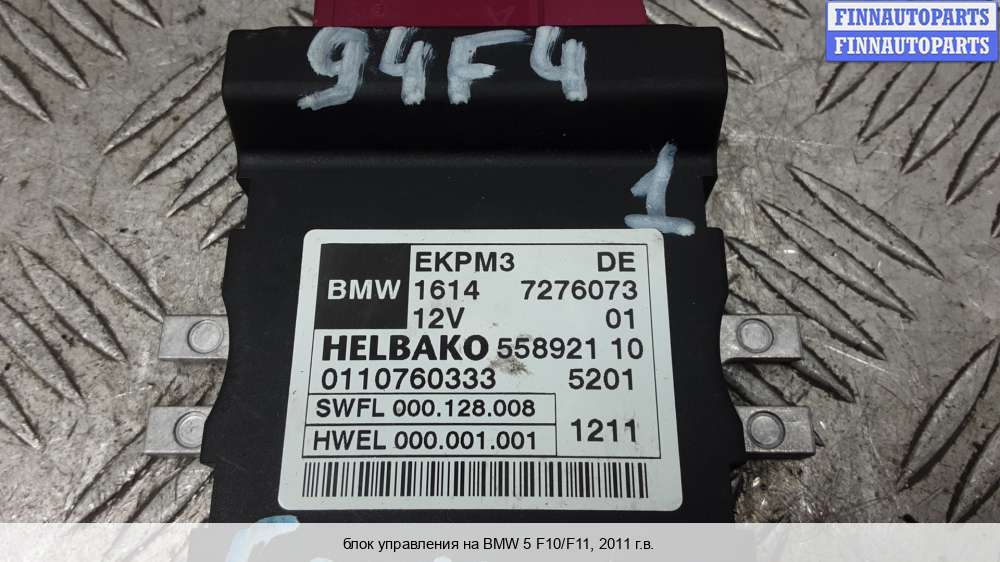 FINNAUTOPARTS
FINNAUTOPARTS
94F4
1
EKPM3 DE
BMW 1614 7276073
12V 01
HELBAKO 558921 10
0110760333 5201
SWFL 000.128.008
HWEL 000.001.001 1211
блок управления на BMW 5 F10/F11, 2011 г.в.